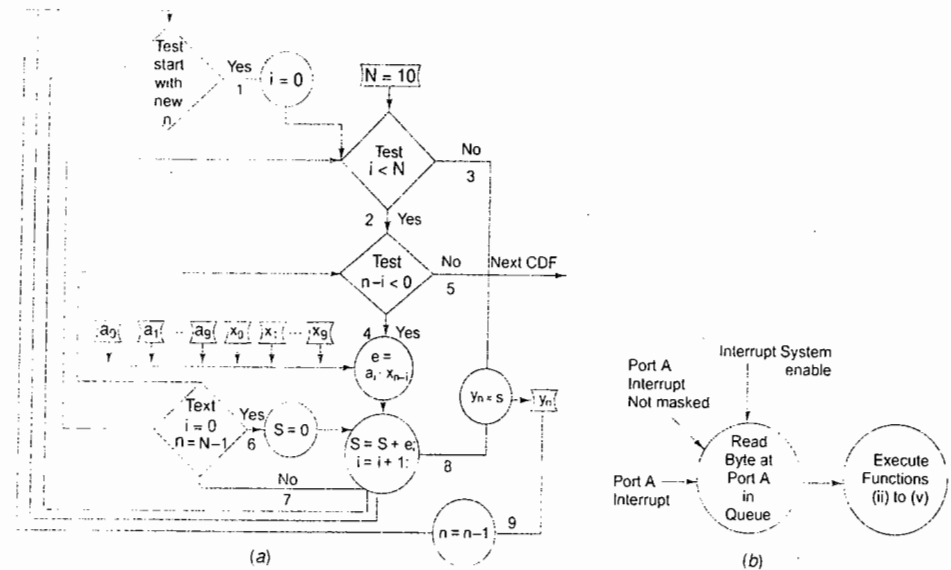 Test
start
with
new
n
Yes
1
i = 0
N = 10
Test
i < N
No
3
2
Yes
Test
n–i < 0
No
5
Next CDF
4
Yes
a0
a1
...
a9
x0
x1
...
x9
e =
ai · xn–i
Text
i = 0
n = N–1
Yes
6
S = 0
S = S + e;
i = i + 1;
8
yn = s
yn
No
7
n = n–1
9
(a)
Interrupt System
enable
Port A
Interrupt
Not masked
Port A
Interrupt
Read
Byte at
Port A
in
Queue
Execute
Functions
(ii) to (v)
(b)